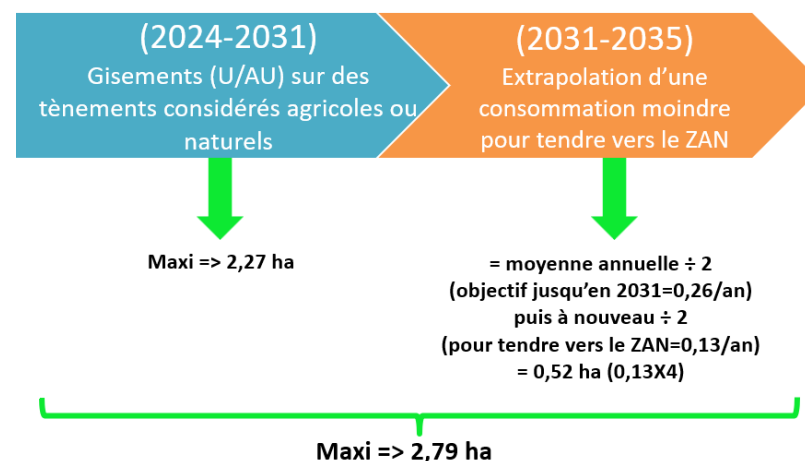 (2024-2031)
Gisements (U/AU) sur des
tènements considérés agricoles ou
naturels
(2031-2035)
Extrapolation d’une
consommation moindre
pour tendre vers le ZAN
Maxi => 2,27 ha
= moyenne annuelle ÷ 2
(objectif jusqu’en 2031=0,26/an)
puis à nouveau ÷ 2
(pour tendre vers le ZAN=0,13/an)
= 0,52 ha (0,13X4)
Maxi => 2,79 ha